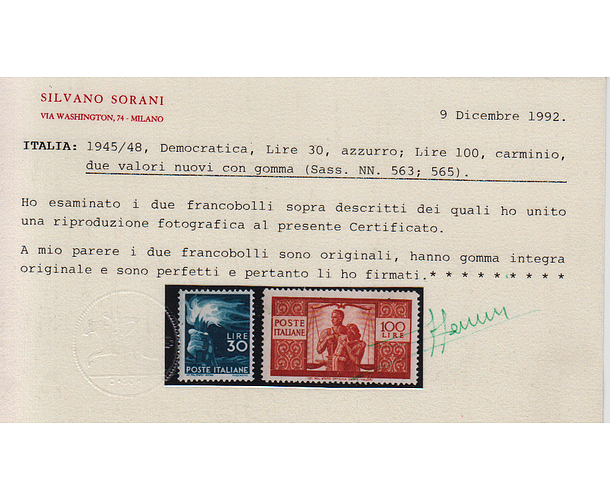 SILVANO SORANI
VIA WASHINGTON, 74 - MILANO
9 Dicembre 1992.
ITALIA: 1945/48, Democratica, Lire 30, azzurro; Lire 100, carminio,
due valori nuovi con gomma (Sass. NN. 563; 565).
Ho esaminato i due francobolli sopra descritti dei quali ho unito
una riproduzione fotografica al presente Certificato.
A mio parere i due francobolli sono originali, hanno gomma integra
originale e sono perfetti e pertanto li ho firmati.* * * * * * * * *
LIRE
30
POSTE ITALIANE
POSTE
ITALIANE
100
LIRE